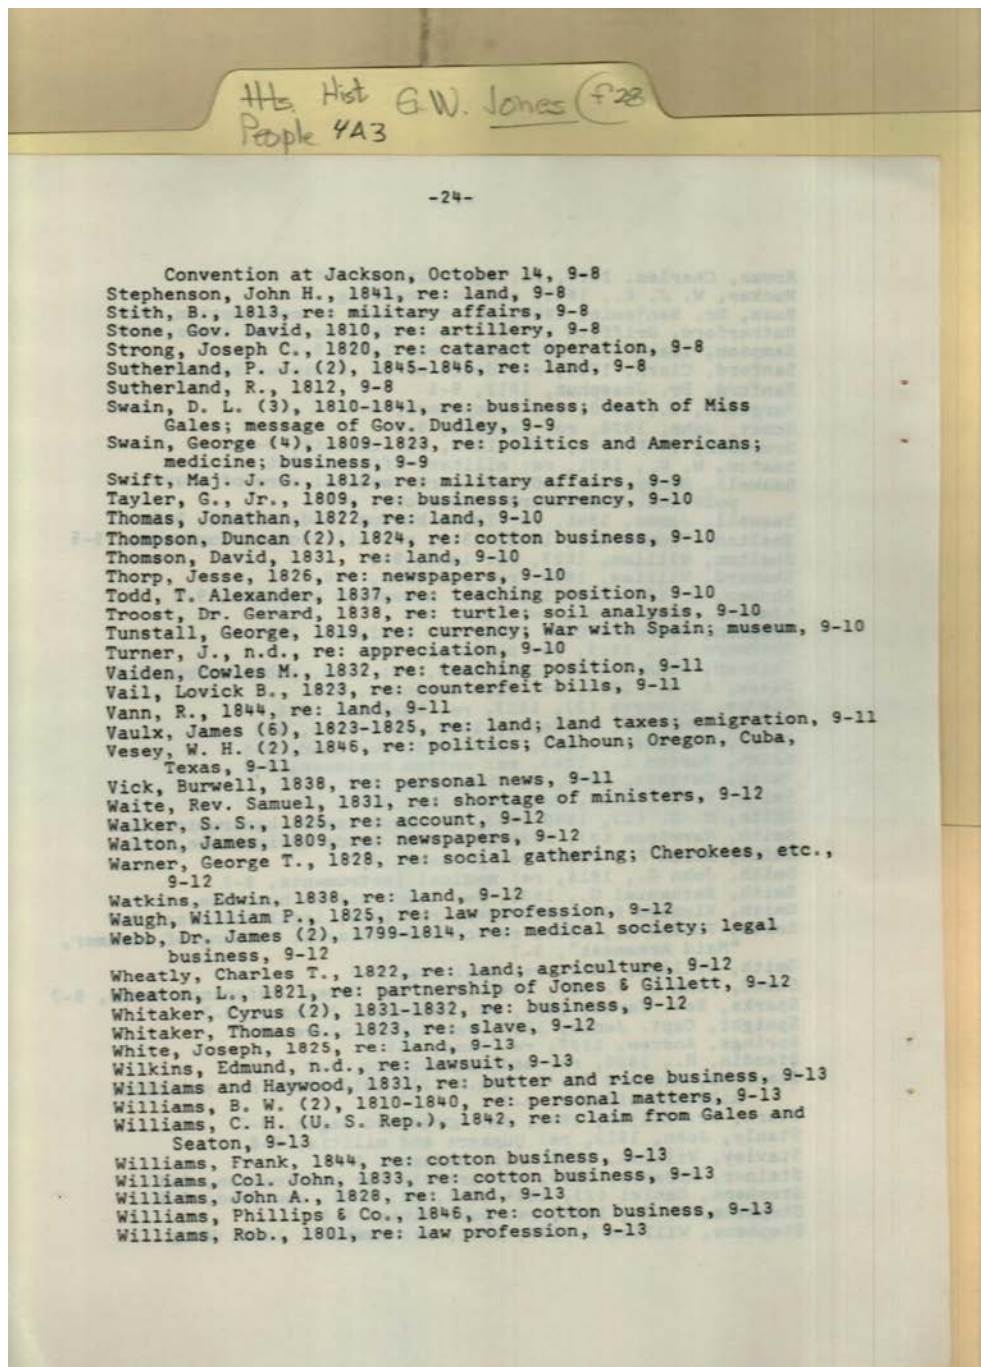 Hts. Hist G.W. Jones f28
People 4A3
-24-
Convention at Jackson, October 14, 9-8
Stephenson, John H., 1841, re: land, 9-8
Stith, B., 1813, re: military affairs, 9-8
Stone, Gov. David, 1810, re: artillery, 9-8
Strong, Joseph C., 1820, re: cataract operation, 9-8
Sutherland, P. J. (2), 1845-1846, re: land, 9-8
Sutherland, R., 1812, 9-8
Swain, D. L. (3), 1810-1841, re: business; death of Miss
Gales; message of Gov. Dudley, 9-9
Swain, George (4), 1809-1823, re: politics and Americans;
medicine; business, 9-9
Swift, Maj. J. G., 1812, re: military affairs, 9-9
Tayler, G., Jr., 1809, re: business; currency, 9-10
Thomas, Jonathan, 1822, re: land, 9-10
Thompson, Duncan (2), 1824, re: cotton business, 9-10
Thomson, David, 1831, re: land, 9-10
Thorp, Jesse, 1826, re: newspapers, 9-10
Todd, T. Alexander, 1837, re: teaching position, 9-10
Troost, Dr. Gerard, 1838, re: turtle; soil analysis, 9-10
Tunstall, George, 1819, re: currency; War with Spain; museum, 9-10
Turner, J., n.d., re: appreciation, 9-10
Vaiden, Cowles M., 1832, re: teaching position, 9-11
Vail, Lovick B., 1823, re: counterfeit bills, 9-11
Vann, R., 1844, re: land, 9-11
Vaulx, James (6), 1823-1825, re: land; land taxes; emigration, 9-11
Vesey, W. H. (2), 1846, re: politics; Calhoun; Oregon, Cuba,
Texas, 9-11
Vick, Burwell, 1838, re: personal news, 9-11
Waite, Rev. Samuel, 1831, re: shortage of ministers, 9-12
Walker, S. S., 1825, re: account, 9-12
Walton, James, 1809, re: newspapers, 9-12
Warner, George T., 1828, re: social gathering; Cherokees, etc.,
9-12
Watkins, Edwin, 1838, re: land, 9-12
Waugh, William P., 1825, re: law profession, 9-12
Webb, Dr. James (2), 1799-1814, re: medical society; legal
business, 9-12
Wheatly, Charles T., 1822, re: land; agriculture, 9-12
Wheaton, L., 1821, re: partnership of Jones & Gillett, 9-12
Whitaker, Cyrus (2), 1831-1832, re: business, 9-12
Whitaker, Thomas G., 1823, re: slave, 9-12
White, Joseph, 1825, re: land, 9-13
Wilkins, Edmund, n.d., re: lawsuit, 9-13
Williams and Haywood, 1831, re: butter and rice business, 9-13
Williams, B. W. (2), 1810-1840, re: personal matters, 9-13
Williams, C. H. (U. S. Rep.), 1842, re: claim from Gales and
Seaton, 9-13
Williams, Frank, 1844, re: cotton business, 9-13
Williams, Col. John, 1833, re: cotton business, 9-13
Williams, John A., 1828, re: land, 9-13
Williams, Phillips & Co., 1846, re: cotton business, 9-13
Williams, Rob., 1801, re: law profession, 9-13